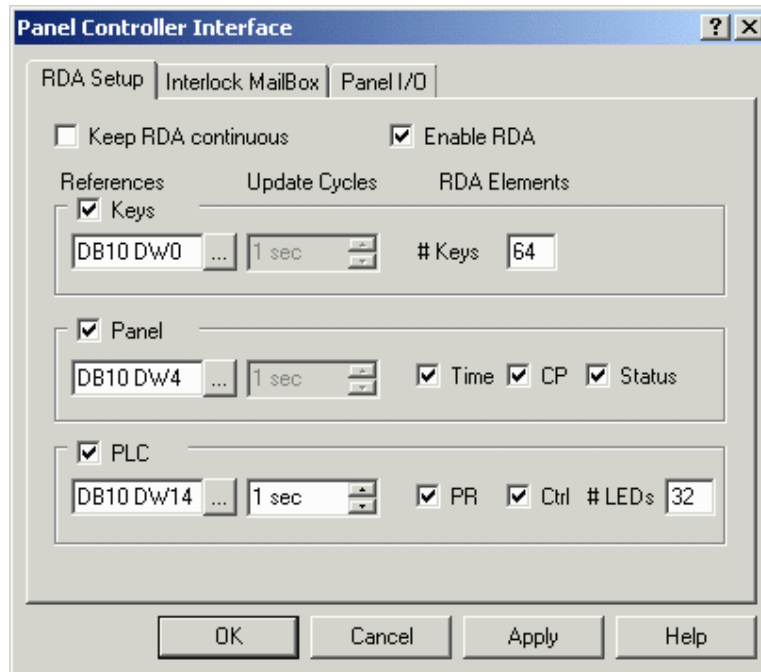 Panel Controller Interface
RDA Setup Interlock MailBox Panel I/O
Keep RDA continuous Enable RDA
References Update Cycles RDA Elements
Keys
DB10 DW0 ... 1 sec # Keys 64
Panel
DB10 DW4 ... 1 sec Time CP Status
PLC
DB10 DW14 ... 1 sec PR Ctrl # LEDs 32
OK Cancel Apply Help